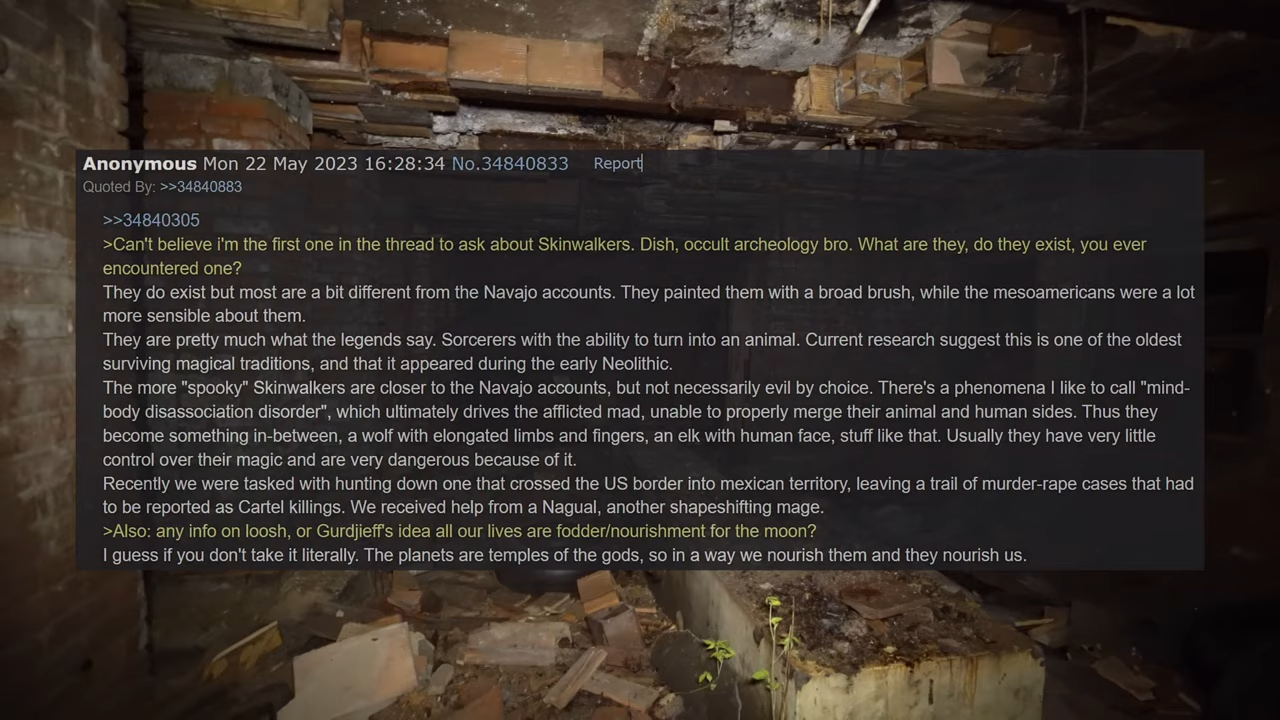 Anonymous Mon 22 May 2023 16:28:34 No.34840833 Report
Quoted By: >>34840883
>>34840305
>Can't believe i'm the first one in the thread to ask about Skinwalkers. Dish, occult archeology bro. What are they, do they exist, you ever
encountered one?
They do exist but most are a bit different from the Navajo accounts. They painted them with a broad brush, while the mesoamericans were a lot
more sensible about them.
They are pretty much what the legends say. Sorcerers with the ability to turn into an animal. Current research suggest this is one of the oldest
surviving magical traditions, and that it appeared during the early Neolithic.
The more "spooky" Skinwalkers are closer to the Navajo accounts, but not necessarily evil by choice. There's a phenomena I like to call "mind-
body disassociation disorder", which ultimately drives the afflicted mad, unable to properly merge their animal and human sides. Thus they
become something in-between, a wolf with elongated limbs and fingers, an elk with human face, stuff like that. Usually they have very little
control over their magic and are very dangerous because of it.
Recently we were tasked with hunting down one that crossed the US border into mexican territory, leaving a trail of murder-rape cases that had
to be reported as Cartel killings. We received help from a Nagual, another shapeshifting mage.
>Also: any info on loosh, or Gurdjieff's idea all our lives are fodder/nourishment for the moon?
I guess if you don't take it literally. The planets are temples of the gods, so in a way we nourish them and they nourish us.